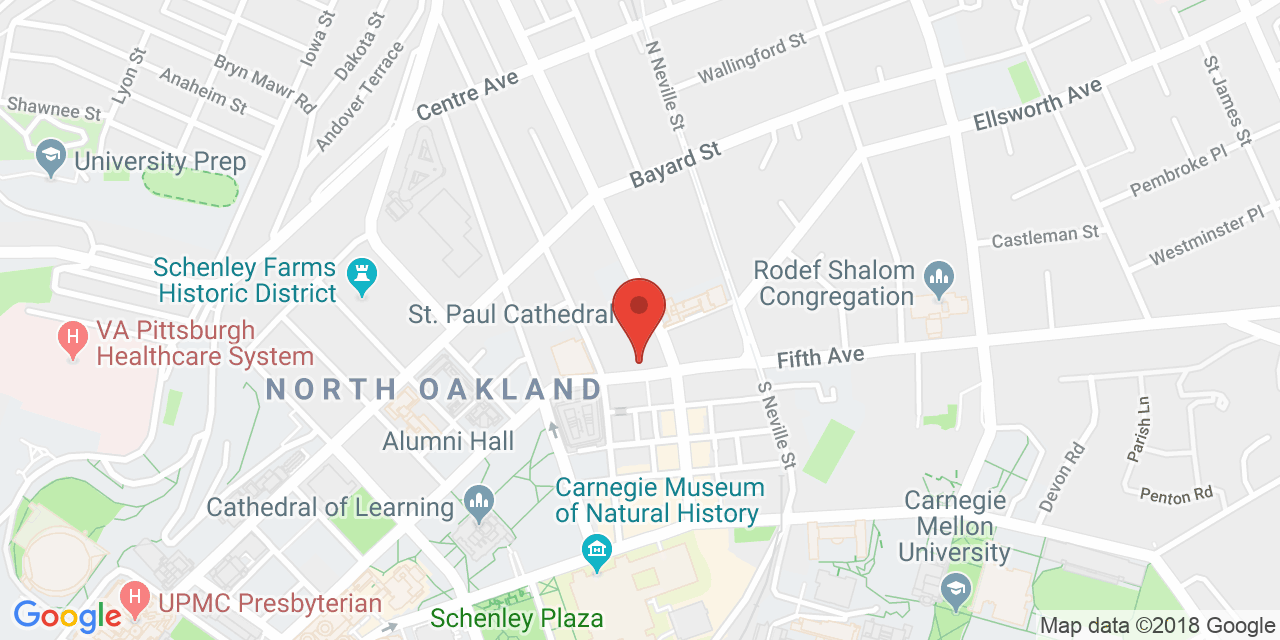 Iowa St
Dakota St
Lyon St
Bryn Mawr Rd
Anaheim St
Andover Terrace
Shawnee St
Centre Ave
N Neville St
Wallingford St
Ellsworth Ave
St James St
University Prep
Bayard St
Pembroke Pl
Westminster Pl
Castleman St
Schenley Farms
Historic District
Rodef Shalom
Congregation
St. Paul Cathedral
H
VA Pittsburgh
Healthcare System
Fifth Ave
NORTH OAKLAND
S Neville St
Parish Ln
Alumni Hall
Devon Rd
Penton Rd
Cathedral of Learning
Carnegie Museum
of Natural History
Carnegie
Mellon
University
H
UPMC Presbyterian
Schenley Plaza
Google
Map data ©2018 Google